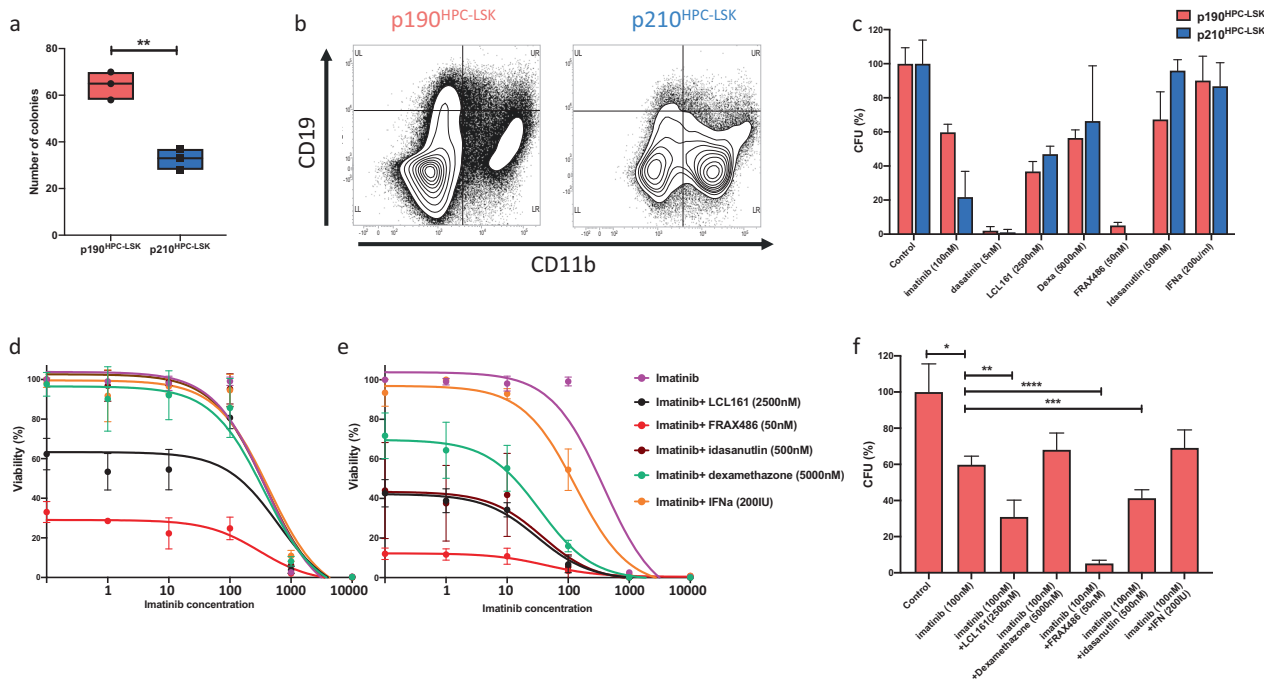 a
**
Number of colonies
80
60
40
20
0
p190HPC-LSK
p210HPC-LSK
b
p190HPC-LSK
p210HPC-LSK
CD19
CD11b
UL
UR
LL
LR
UL
UR
LL
LR
c
p190HPC-LSK
p210HPC-LSK
CFU (%)
120
100
80
60
40
20
0
Control
imatinib (100nM)
dasatinib (5nM)
LCL161 (2500nM)
Dexa (5000nM)
FRAX486 (50nM)
Idasanutlin (500nM)
IFNa (200u/ml)
d
Viability (%)
100
80
60
40
20
0
1
10
100
1000
10000
Imatinib concentration
e
Viability (%)
100
80
60
40
20
0
1
10
100
1000
10000
Imatinib concentration
Imatinib
Imatinib+ LCL161 (2500nM)
Imatinib+ FRAX486 (50nM)
Imatinib+ idasanutlin (500nM)
Imatinib+ dexamethazone (5000nM)
Imatinib+ IFNa (200IU)
f
*
**
****
***
CFU (%)
120
100
80
60
40
20
0
Control
imatinib (100nM)
imatinib (100nM)
+LCL161(2500nM)
imatinib (100nM)
+Dexamethazone (5000nM)
imatinib (100nM)
+FRAX486 (50nM)
imatinib (100nM)
+idasanutlin (500nM)
imatinib (100nM)
+IFN (200IU)